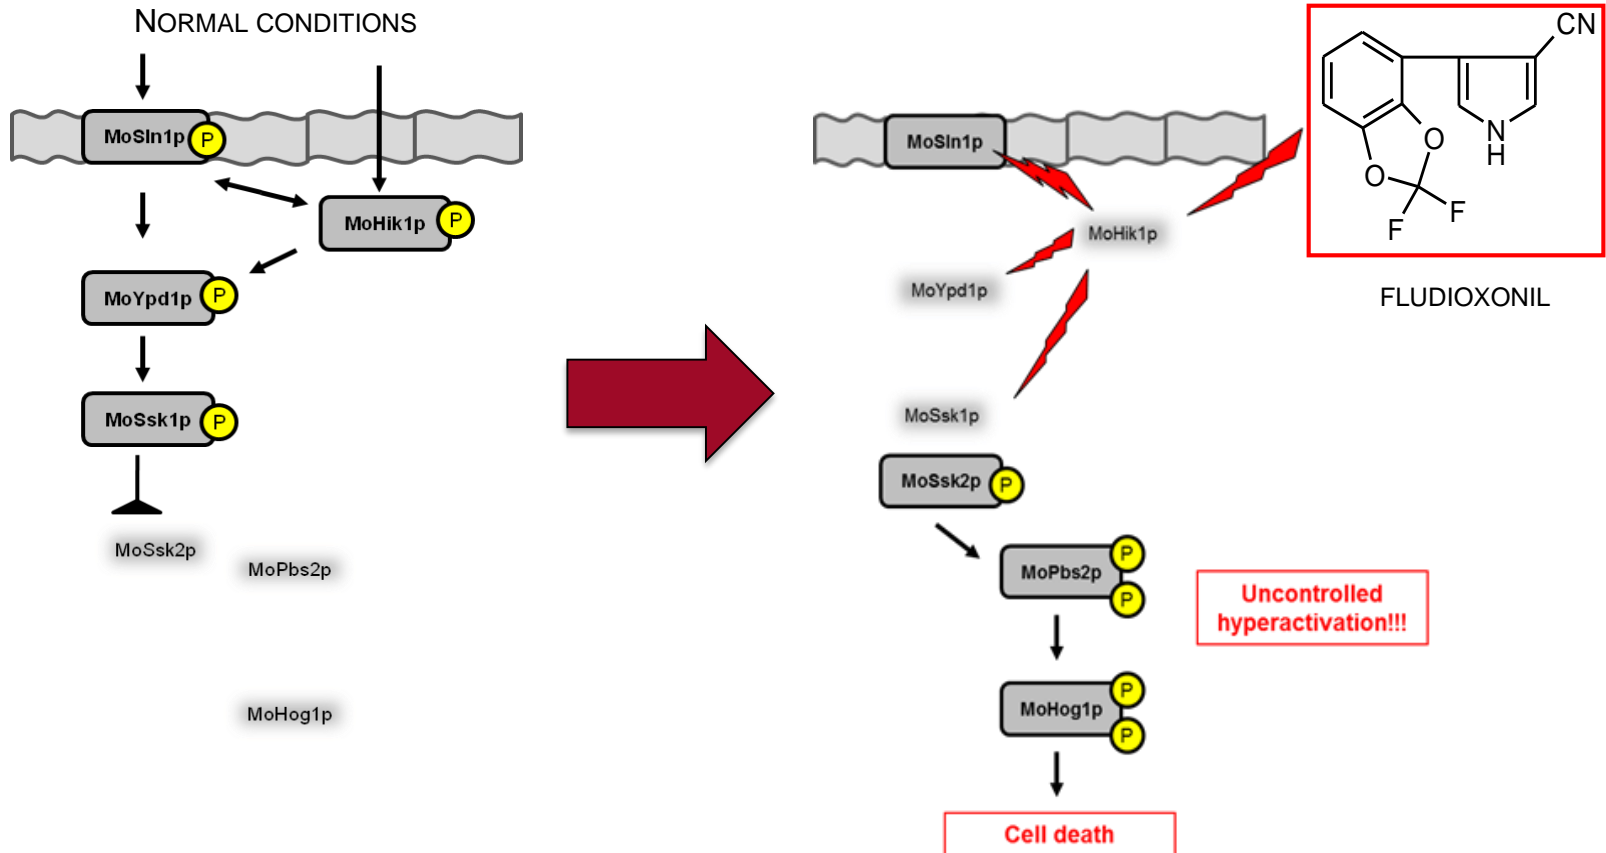 NORMAL CONDITIONS
MoSln1p
P
MoHik1p
P
MoYpd1p
P
MoSsk1p
P
MoSsk2p
MoPbs2p
MoHog1p
MoSln1p
MoHik1p
MoYpd1p
MoSsk1p
MoSsk2p
P
MoPbs2p
P
P
MoHog1p
P
P
Cell death
Uncontrolled
hyperactivation!!!
CN
N
H
O
O
F
F
FLUDIOXONIL